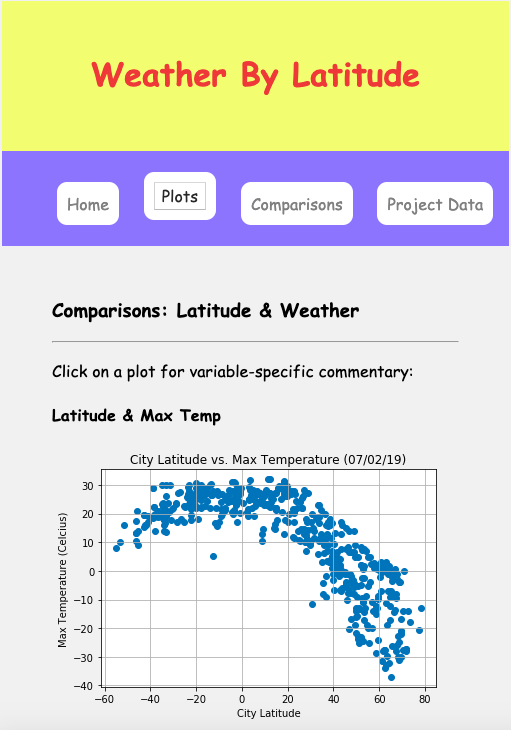 Weather By Latitude
Home
Plots
Comparisons
Project Data
Comparisons: Latitude & Weather
Click on a plot for variable-specific commentary:
Latitude & Max Temp
City Latitude vs. Max Temperature (07/02/19)
Max Temperature (Celcius)
30
20
10
0
−10
−20
−30
−40
−60 −40 −20 0 20 40 60 80
City Latitude